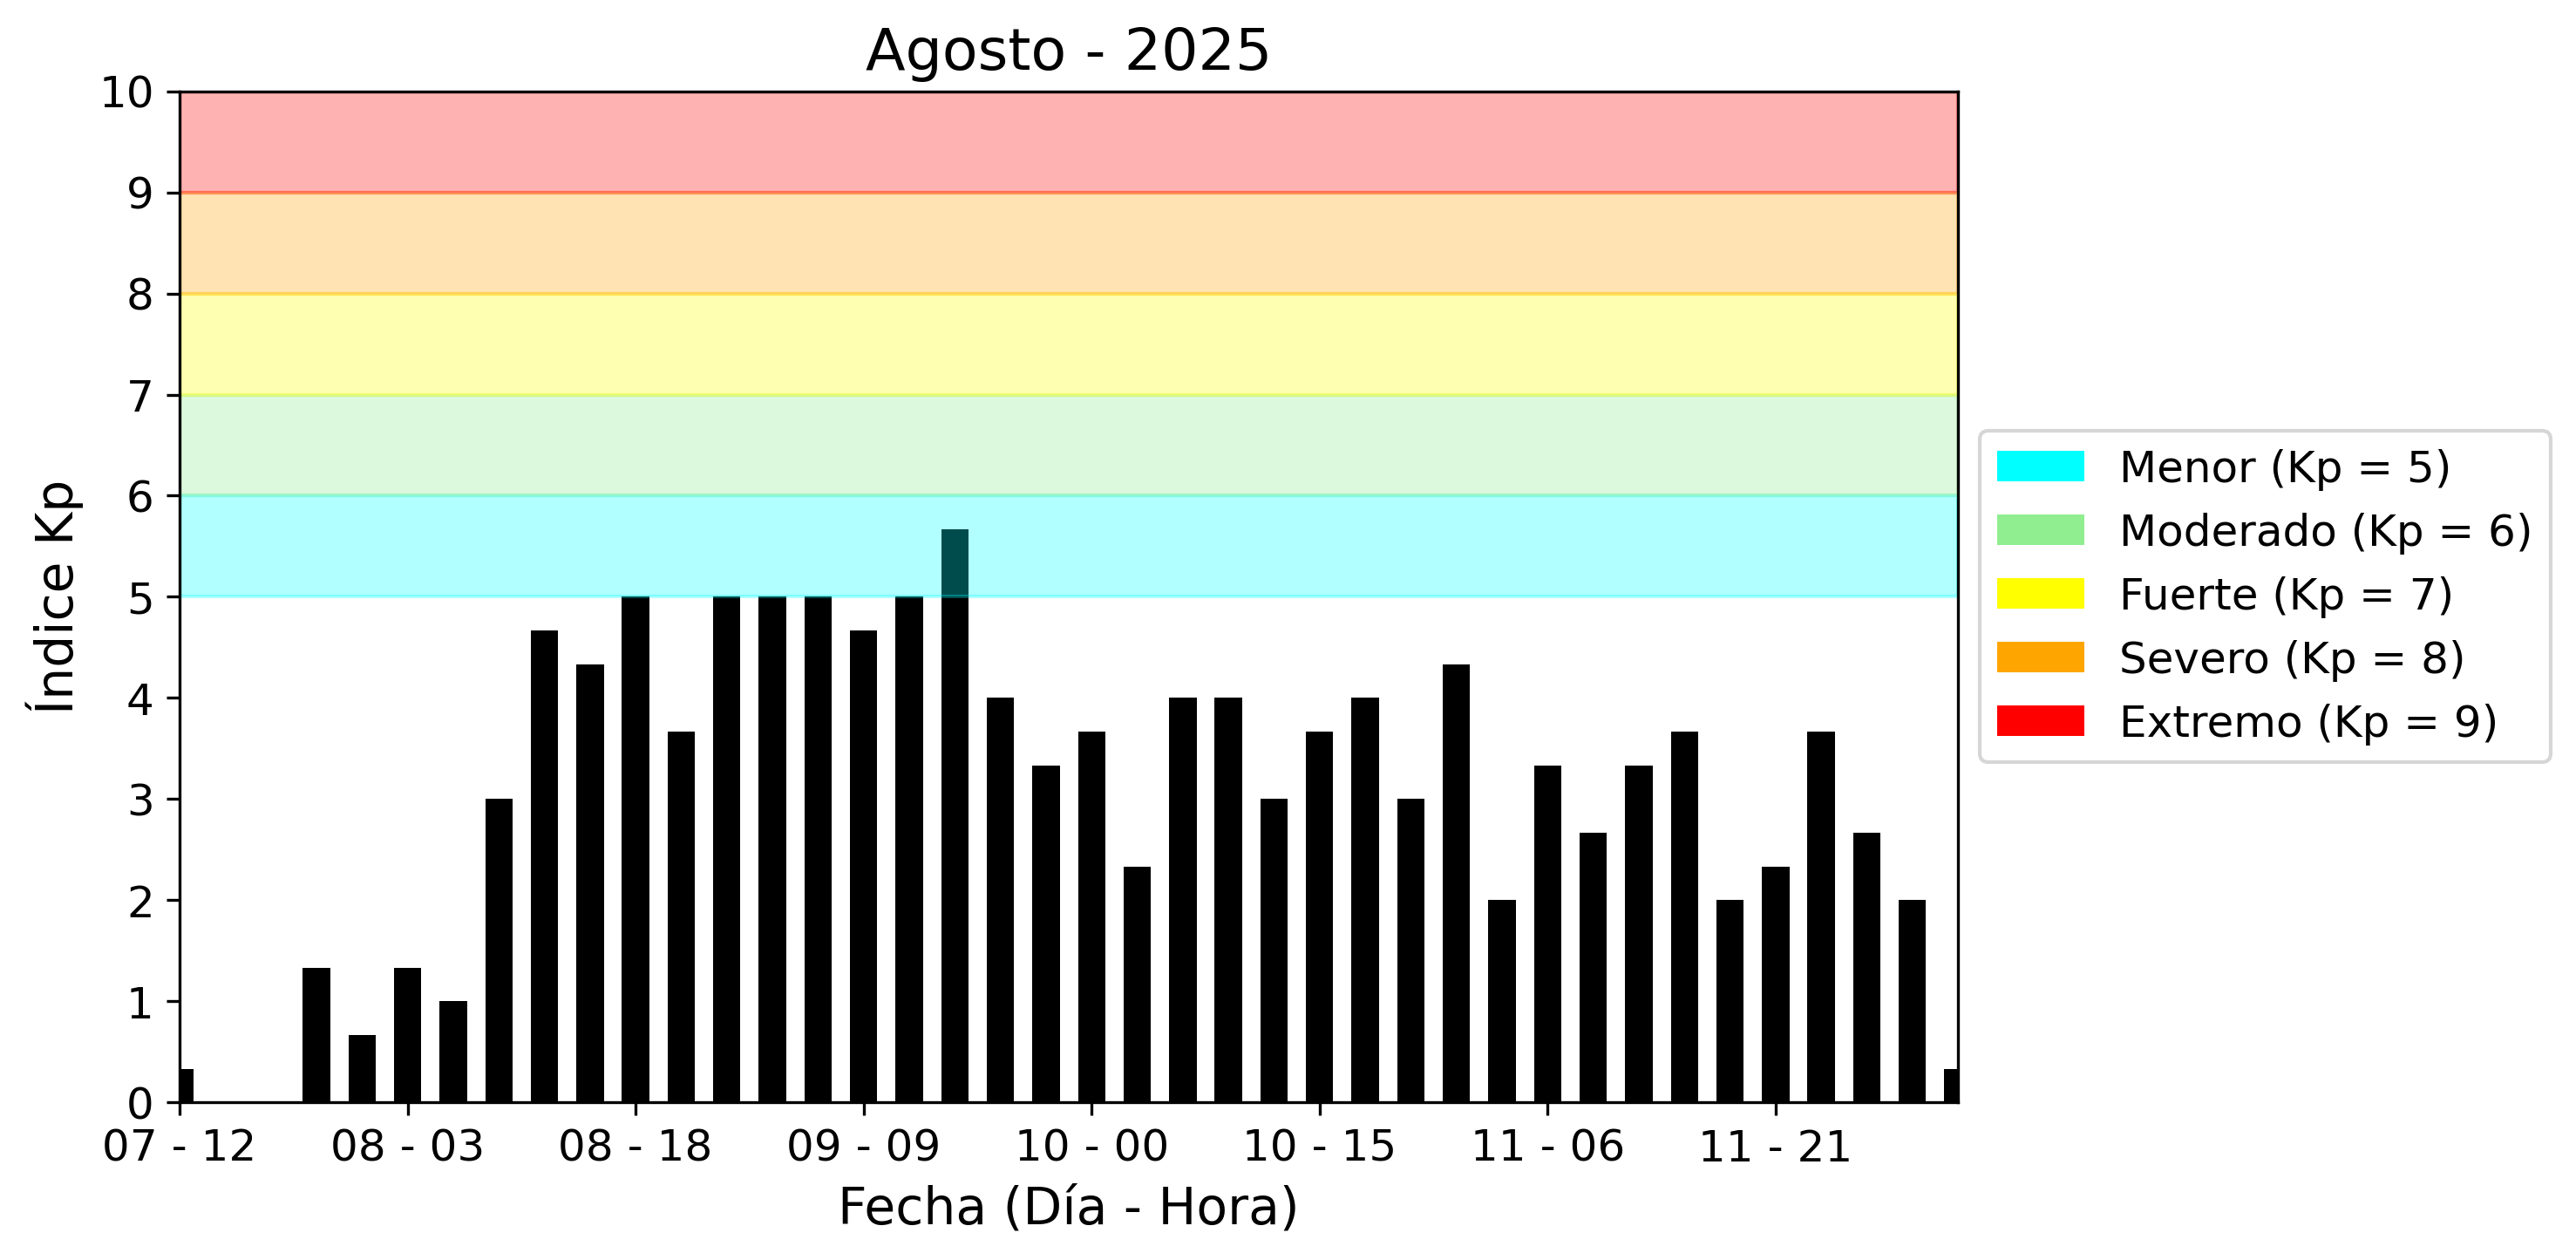 Agosto - 2025
10
9
8
7
6
5
4
3
2
1
0
Índice Kp
07 - 12
08 - 03
08 - 18
09 - 09
10 - 00
10 - 15
11 - 06
11 - 21
Fecha (Día - Hora)
Menor (Kp = 5)
Moderado (Kp = 6)
Fuerte (Kp = 7)
Severo (Kp = 8)
Extremo (Kp = 9)